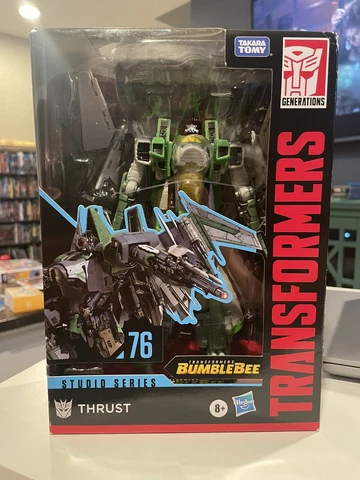 TAKARA
TOMY
GENERATIONS
TRANSFORMERS
76
TRANSFORMERS
BUMBLEBEE
STUDIO SERIES
THRUST
8+
Hasbro